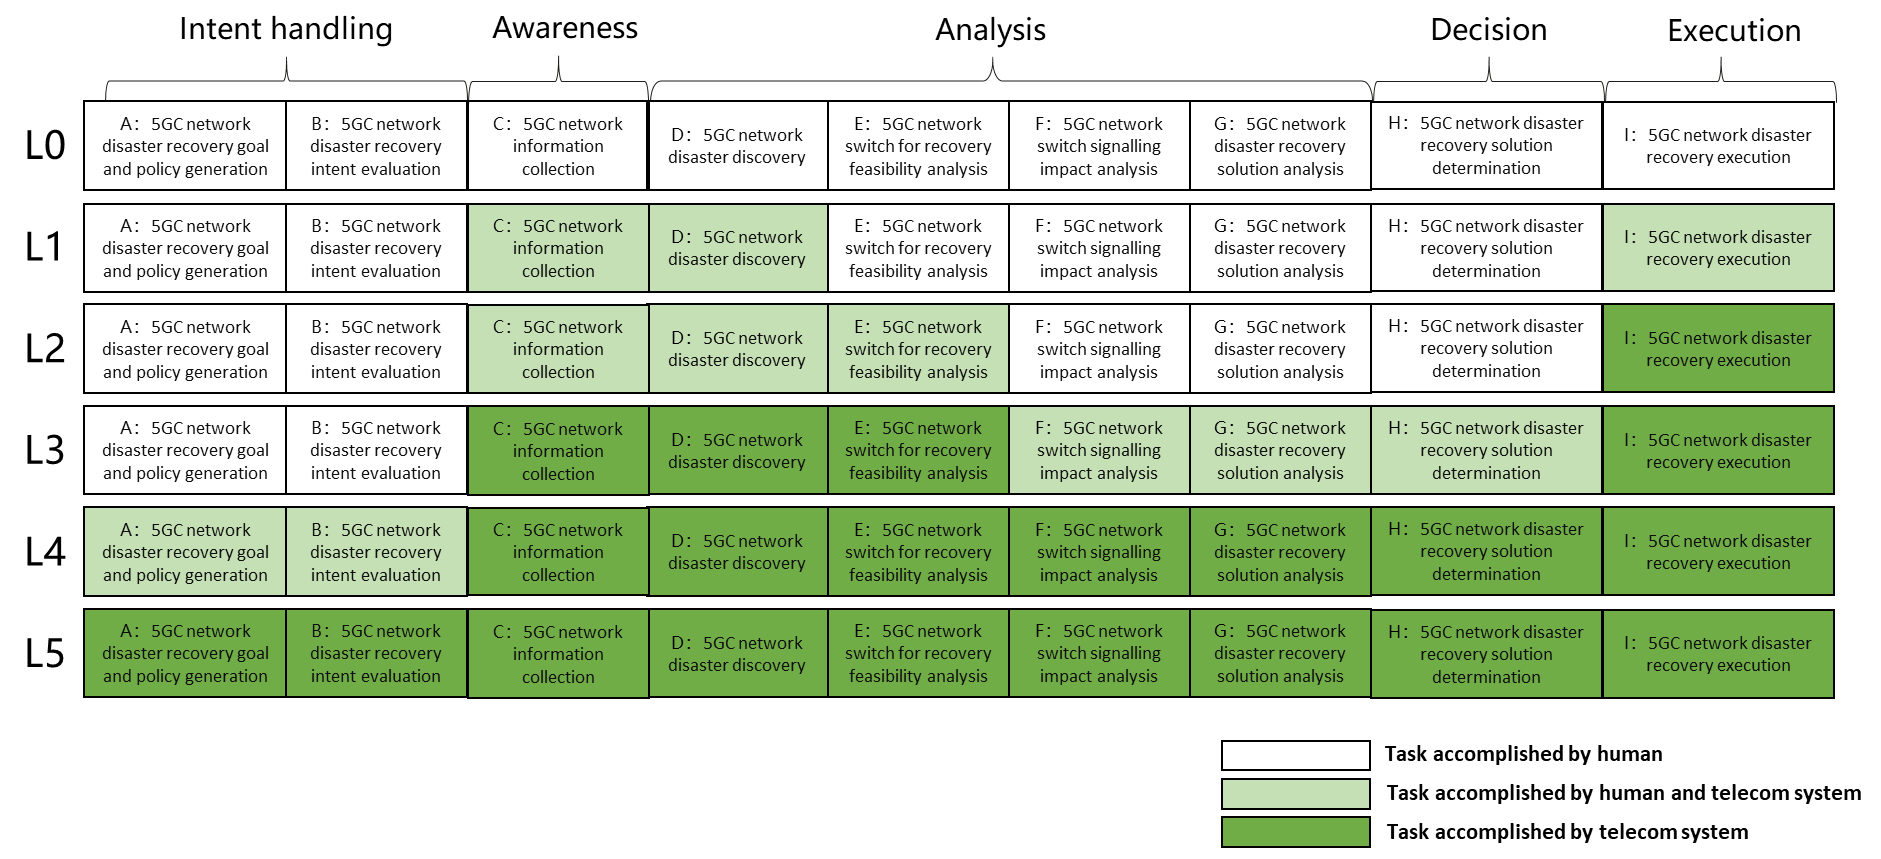 Intent handling
Awareness
Analysis
Decision
Execution
L0
A：5GC network
disaster recovery goal
and policy generation
B：5GC network
disaster recovery
intent evaluation
C：5GC network
information
collection
D：5GC network
disaster discovery
E：5GC network
switch for recovery
feasibility analysis
F：5GC network
switch signalling
impact analysis
G：5GC network
disaster recovery
solution analysis
H：5GC network disaster
recovery solution
determination
I：5GC network disaster
recovery execution
L1
A：5GC network
disaster recovery goal
and policy generation
B：5GC network
disaster recovery
intent evaluation
C：5GC network
information
collection
D：5GC network
disaster discovery
E：5GC network
switch for recovery
feasibility analysis
F：5GC network
switch signalling
impact analysis
G：5GC network
disaster recovery
solution analysis
H：5GC network disaster
recovery solution
determination
I：5GC network disaster
recovery execution
L2
A：5GC network
disaster recovery goal
and policy generation
B：5GC network
disaster recovery
intent evaluation
C：5GC network
information
collection
D：5GC network
disaster discovery
E：5GC network
switch for recovery
feasibility analysis
F：5GC network
switch signalling
impact analysis
G：5GC network
disaster recovery
solution analysis
H：5GC network disaster
recovery solution
determination
I：5GC network disaster
recovery execution
L3
A：5GC network
disaster recovery goal
and policy generation
B：5GC network
disaster recovery
intent evaluation
C：5GC network
information
collection
D：5GC network
disaster discovery
E：5GC network
switch for recovery
feasibility analysis
F：5GC network
switch signalling
impact analysis
G：5GC network
disaster recovery
solution analysis
H：5GC network disaster
recovery solution
determination
I：5GC network disaster
recovery execution
L4
A：5GC network
disaster recovery goal
and policy generation
B：5GC network
disaster recovery
intent evaluation
C：5GC network
information
collection
D：5GC network
disaster discovery
E：5GC network
switch for recovery
feasibility analysis
F：5GC network
switch signalling
impact analysis
G：5GC network
disaster recovery
solution analysis
H：5GC network disaster
recovery solution
determination
I：5GC network disaster
recovery execution
L5
A：5GC network
disaster recovery goal
and policy generation
B：5GC network
disaster recovery
intent evaluation
C：5GC network
information
collection
D：5GC network
disaster discovery
E：5GC network
switch for recovery
feasibility analysis
F：5GC network
switch signalling
impact analysis
G：5GC network
disaster recovery
solution analysis
H：5GC network disaster
recovery solution
determination
I：5GC network disaster
recovery execution
Task accomplished by human
Task accomplished by human and telecom system
Task accomplished by telecom system